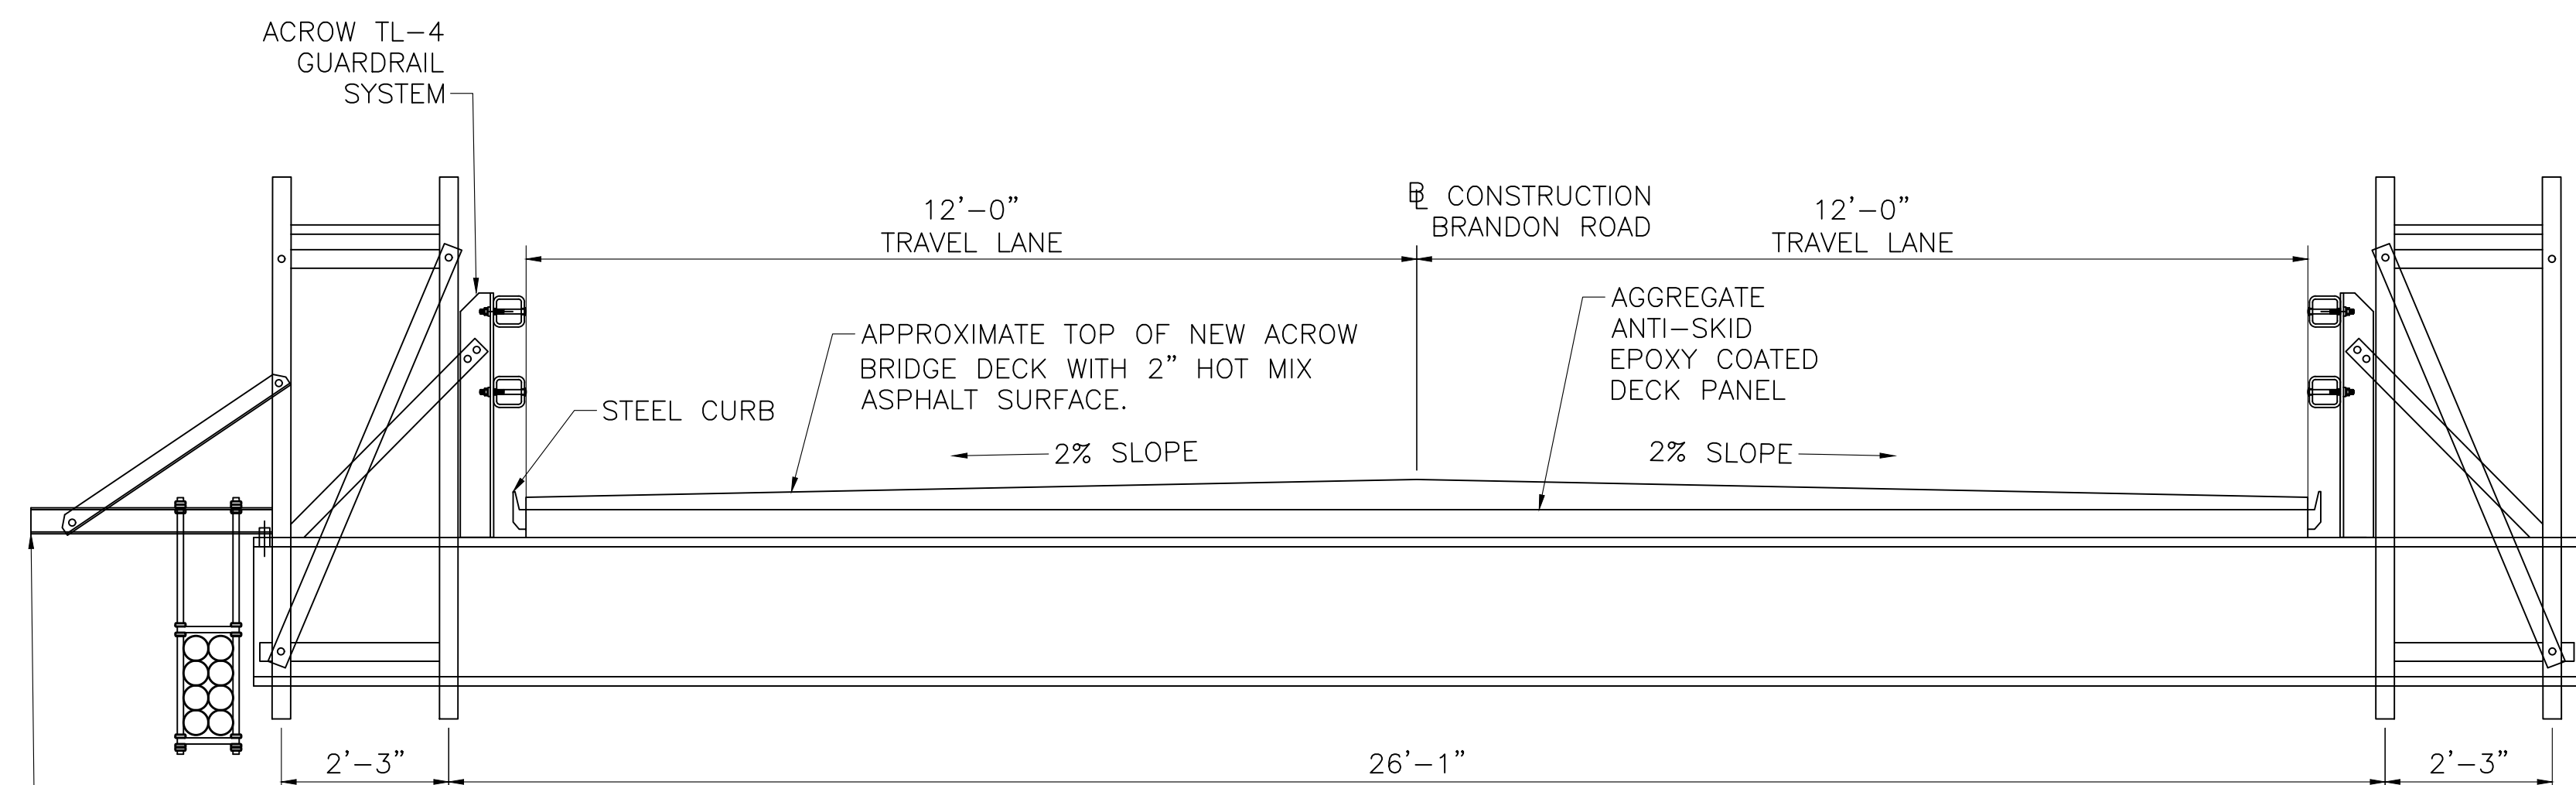 ACROW TL-4
GUARDRAIL
SYSTEM
12'-0"
TRAVEL LANE
℄ CONSTRUCTION
BRANDON ROAD
12'-0"
TRAVEL LANE
APPROXIMATE TOP OF NEW ACROW
BRIDGE DECK WITH 2" HOT MIX
ASPHALT SURFACE.
AGGREGATE
ANTI-SKID
EPOXY COATED
DECK PANEL
STEEL CURB
2% SLOPE
2% SLOPE
2'-3"
26'-1"
2'-3"